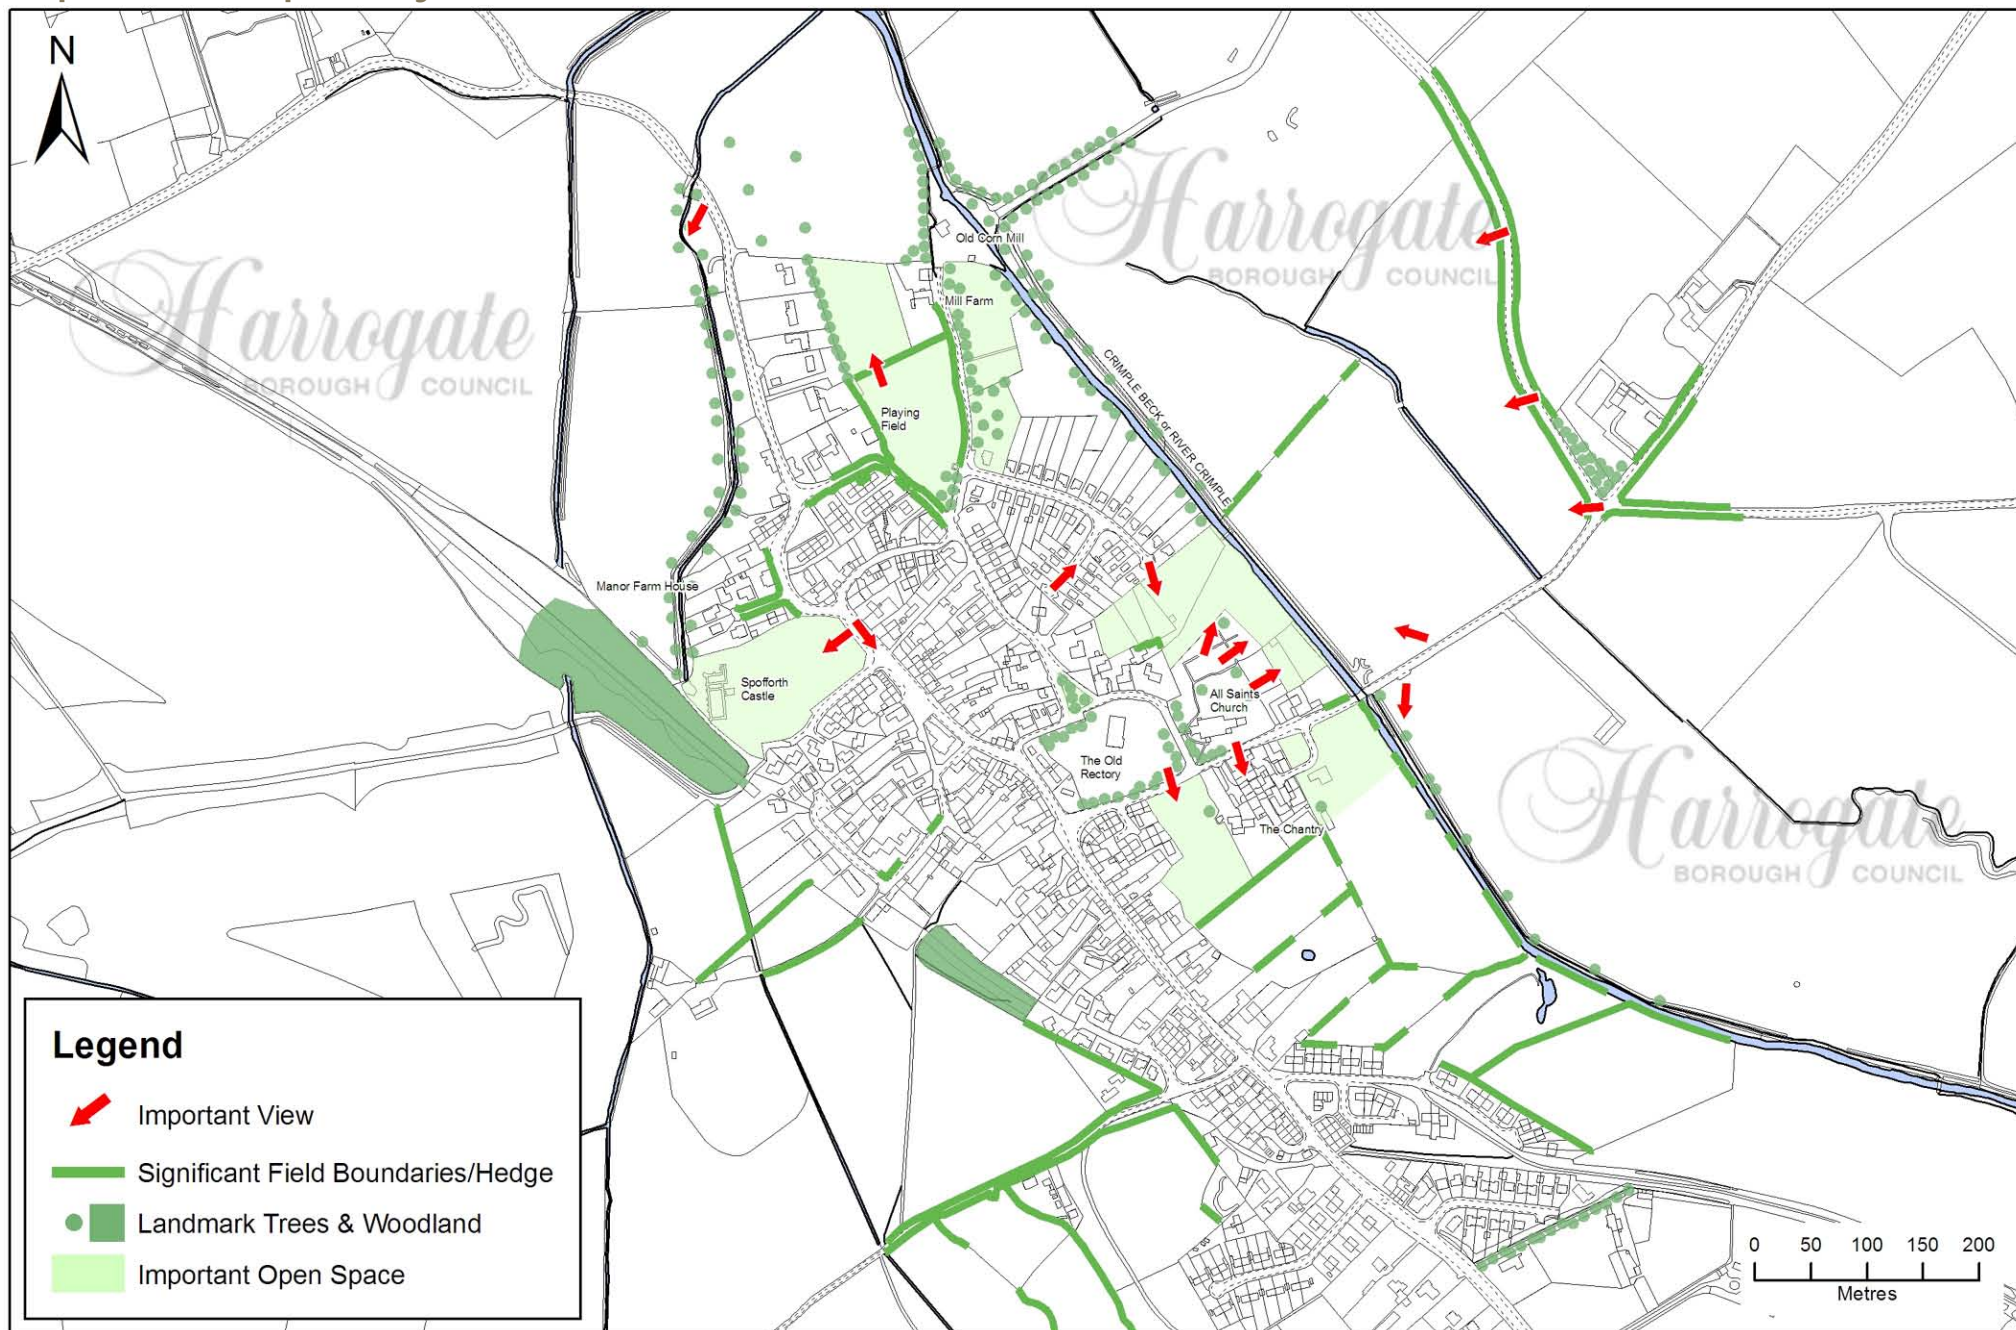 N
Harrogate
BOROUGH COUNCIL
Harrogate
BOROUGH COUNCIL
Old Corn Mill
Mill Farm
CRIMPLE BECK or RIVER CRIMPLE
Playing
Field
Manor Farm House
Spofforth
Castle
All Saints
Church
The Old
Rectory
The Chantry
Harrogate
BOROUGH COUNCIL
Legend
Important View
Significant Field Boundaries/Hedge
Landmark Trees & Woodland
Important Open Space
0 50 100 150 200
Metres